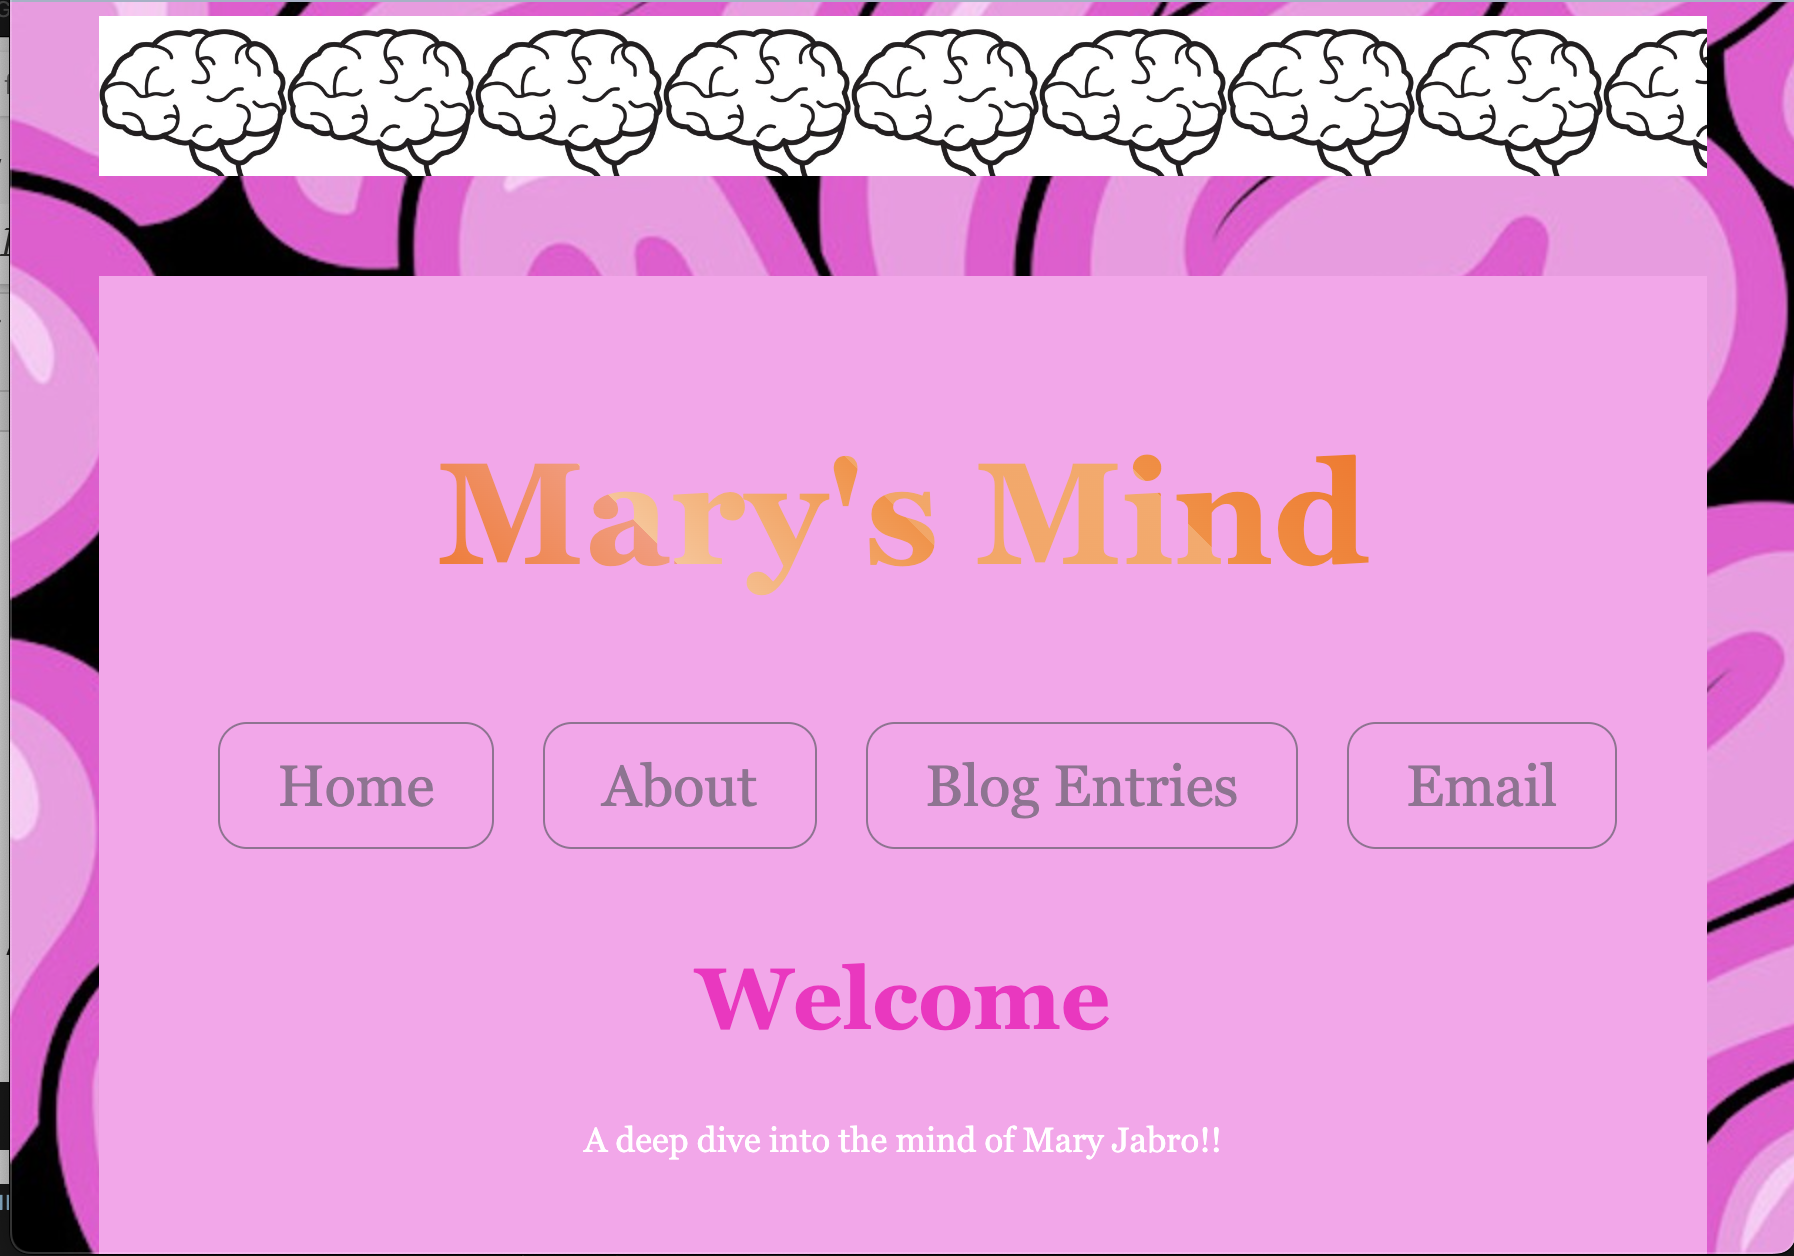 Mary's Mind
Home About Blog Entries Email
Welcome
A deep dive into the mind of Mary Jabro!!